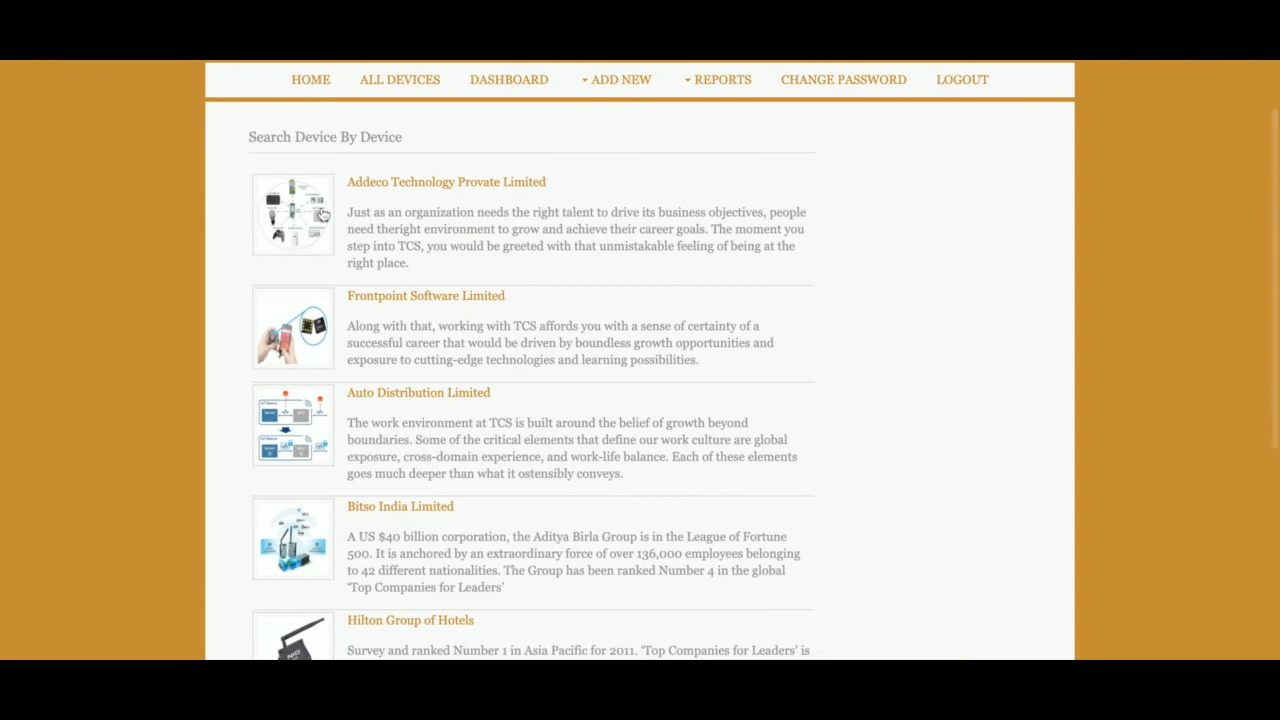 HOME ALL DEVICES DASHBOARD ADD NEW REPORTS CHANGE PASSWORD LOGOUT
Search Device By Device
Addeco Technology Provate Limited
Just as an organization needs the right talent to drive its business objectives, people
need theright environment to grow and achieve their career goals. The moment you
step into TCS, you would be greeted with that unmistakable feeling of being at the
right place.
Frontpoint Software Limited
Along with that, working with TCS affords you with a sense of certainty of a
successful career that would be driven by boundless growth opportunities and
exposure to cutting-edge technologies and learning possibilities.
Auto Distribution Limited
The work environment at TCS is built around the belief of growth beyond
boundaries. Some of the critical elements that define our work culture are global
exposure, cross-domain experience, and work-life balance. Each of these elements
goes much deeper than what it ostensibly conveys.
Bitso India Limited
A US $40 billion corporation, the Aditya Birla Group is in the League of Fortune
500. It is anchored by an extraordinary force of over 136,000 employees belonging
to 42 different nationalities. The Group has been ranked Number 4 in the global
‘Top Companies for Leaders’
Hilton Group of Hotels
Survey and ranked Number 1 in Asia Pacific for 2011. ‘Top Companies for Leaders’ is